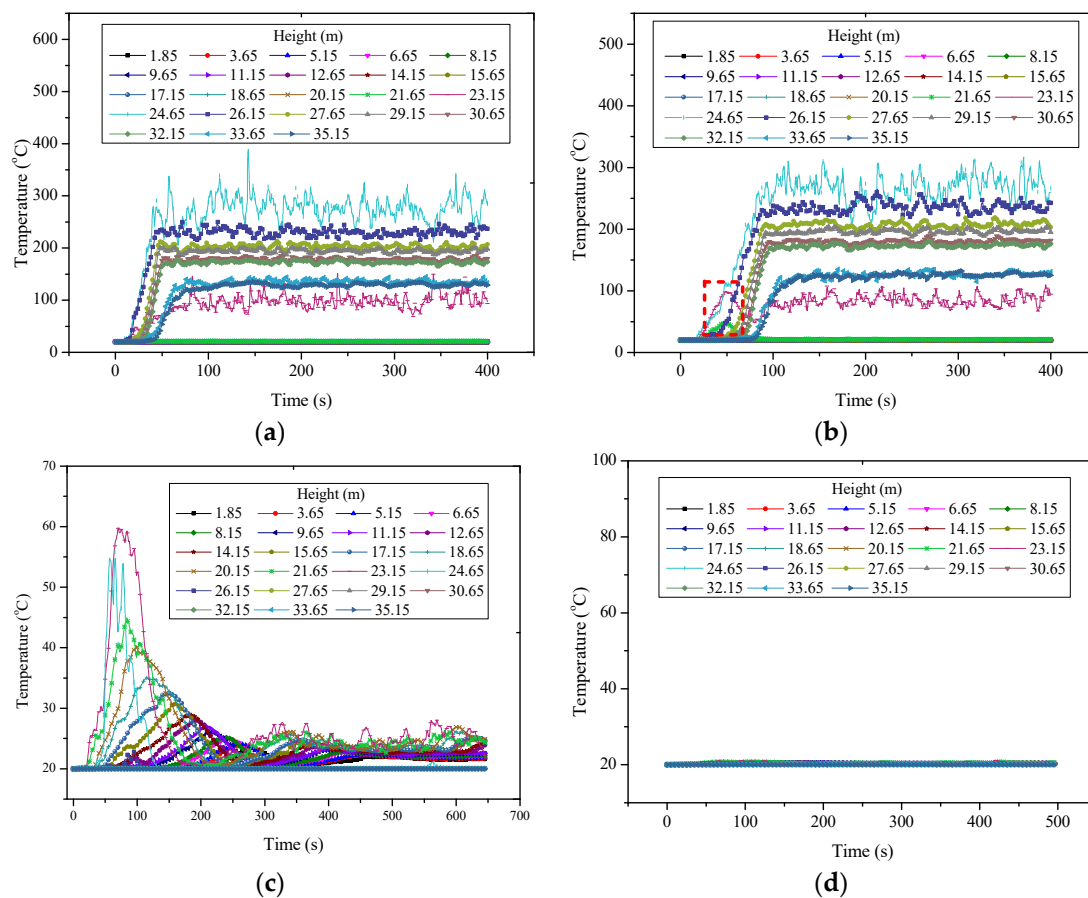 600
500
400
300
200
100
0
Temperature (°C)
Height (m)
1.85 3.65 5.15 6.65 8.15
9.65 11.15 12.65 14.15 15.65
17.15 18.65 20.15 21.65 23.15
24.65 26.15 27.65 29.15 30.65
32.15 33.65 35.15
0 100 200 300 400
Time (s)
(a)
500
400
300
200
100
0
Temperature (°C)
Height (m)
1.85 3.65 5.15 6.65 8.15
9.65 11.15 12.65 14.15 15.65
17.15 18.65 20.15 21.65 23.15
24.65 26.15 27.65 29.15 30.65
32.15 33.65 35.15
0 100 200 300 400
Time (s)
(b)
70
60
50
40
30
20
Temperature (°C)
Height (m)
1.85 3.65 5.15 6.65
8.15 9.65 11.15 12.65
14.15 15.65 17.15 18.65
20.15 21.65 23.15 24.65
26.15 27.65 29.15 30.65
32.15 33.65 35.15
0 100 200 300 400 500 600 700
Time (s)
(c)
100
80
60
40
20
Temperature (°C)
Height (m)
1.85 3.65 5.15 6.65 8.15
9.65 11.15 12.65 14.15 15.65
17.15 18.65 20.15 21.65 23.15
24.65 26.15 27.65 29.15 30.65
32.15 33.65 35.15
0 100 200 300 400 500
Time (s)
(d)